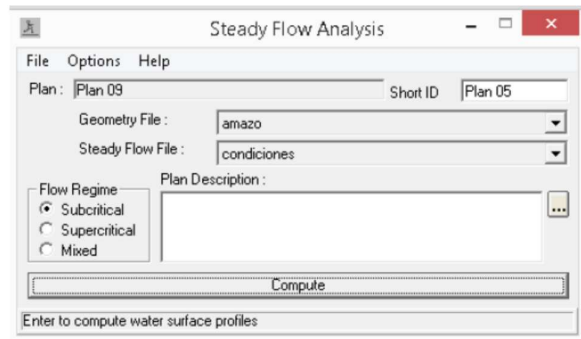 Steady Flow Analysis
File Options Help
Plan : Plan 09 Short ID Plan 05
Geometry File : amazo
Steady Flow File : condiciones
Plan Description :
Flow Regime
Subcritical
Supercritical
Mixed
...
Compute
Enter to compute water surface profiles